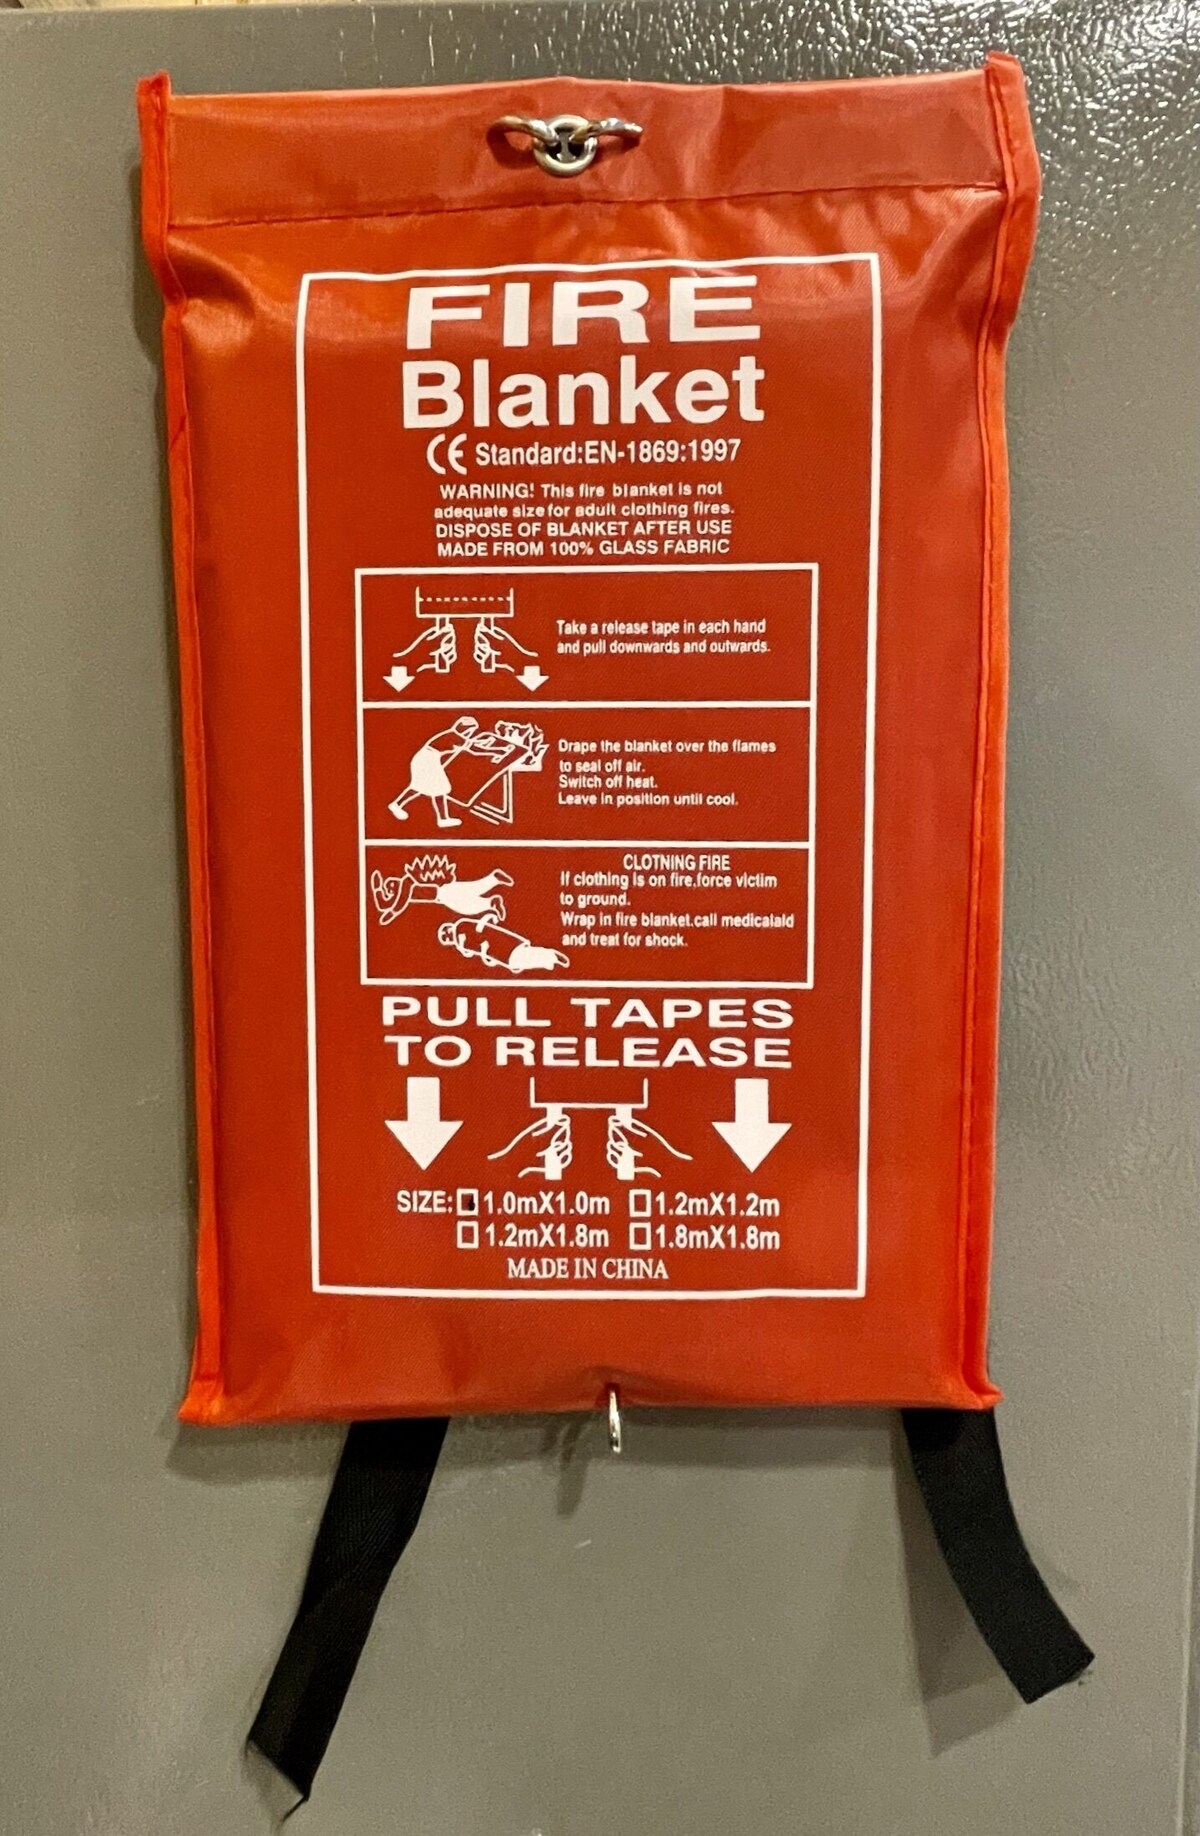 FIRE
Blanket
CE Standard:EN-1869:1997
WARNING! This fire blanket is not
adequate size for adult clothing fires.
DISPOSE OF BLANKET AFTER USE
MADE FROM 100% GLASS FABRIC
Take a release tape in each hand
and pull downwards and outwards.
Drape the blanket over the flames
to seal off air.
Switch off heat.
Leave in position until cool.
CLOTNING FIRE
If clothing is on fire,force victim
to ground.
Wrap in fire blanket.call medicalaid
and treat for shock.
PULL TAPES
TO RELEASE
SIZE: 1.0mX1.0m 1.2mX1.2m
1.2mX1.8m 1.8mX1.8m
MADE IN CHINA